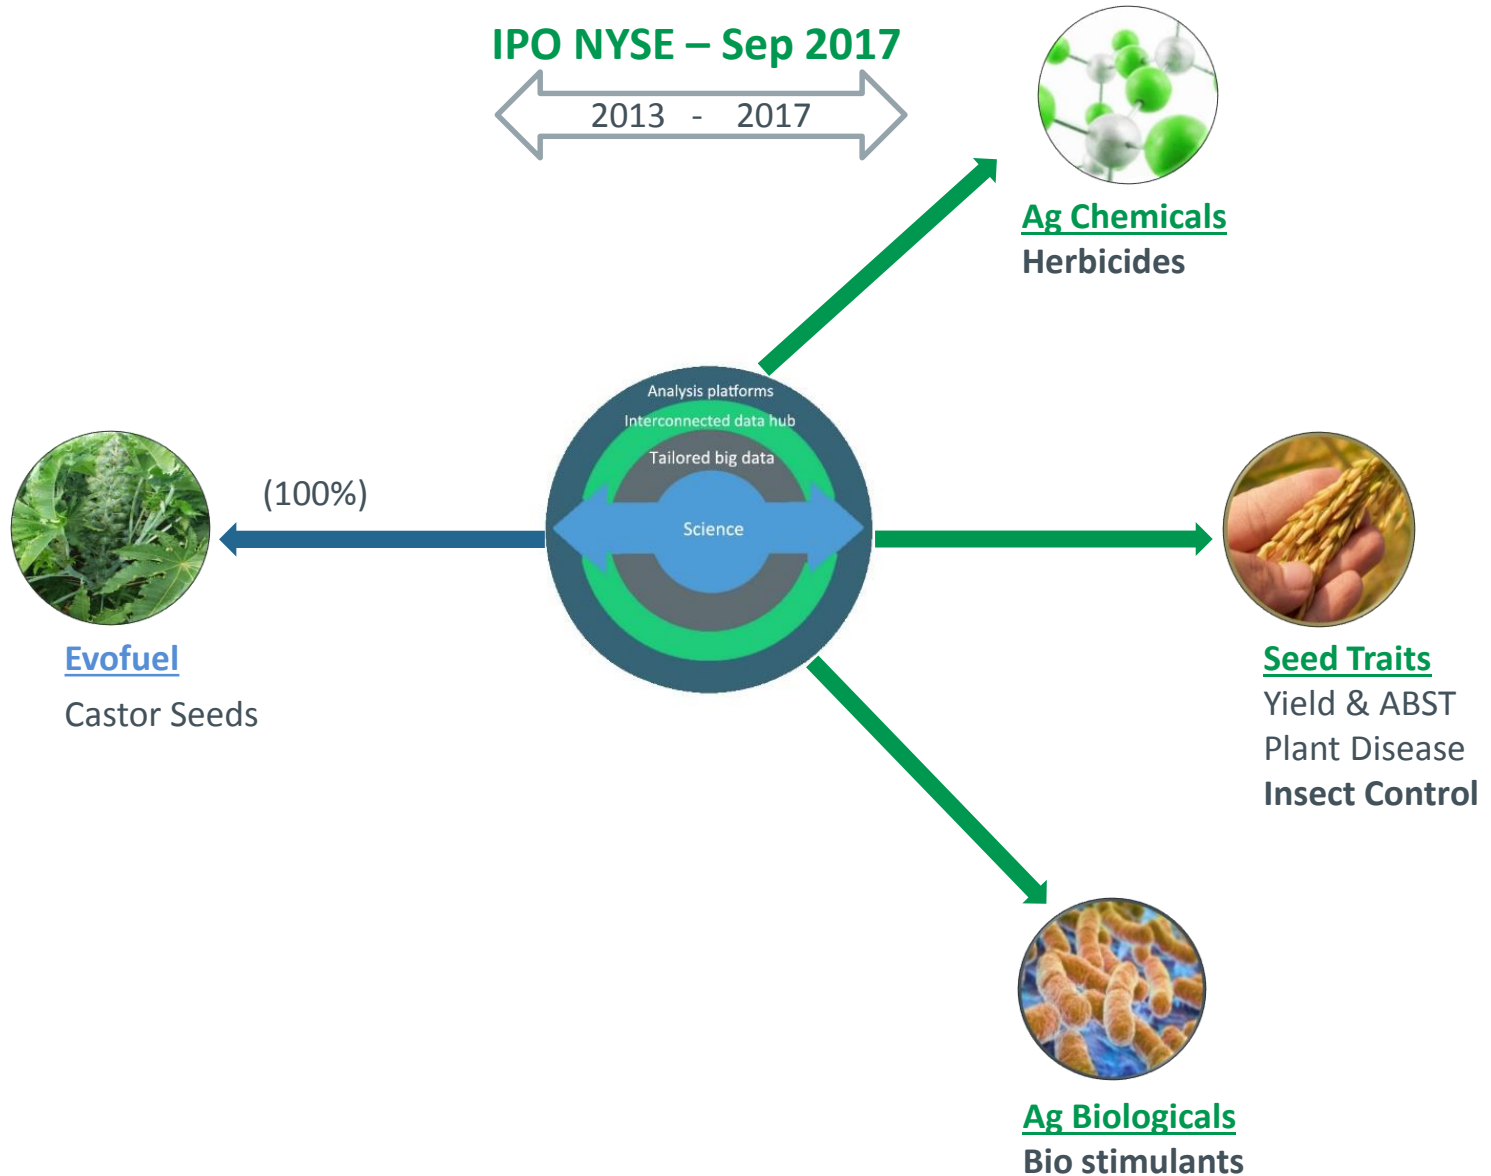 IPO NYSE – Sep 2017
2013 - 2017
Ag Chemicals
Herbicides
Analysis platforms
Interconnected data hub
Tailored big data
Science
(100%)
Evofuel
Castor Seeds
Seed Traits
Yield & ABST
Plant Disease
Insect Control
Ag Biologicals
Bio stimulants